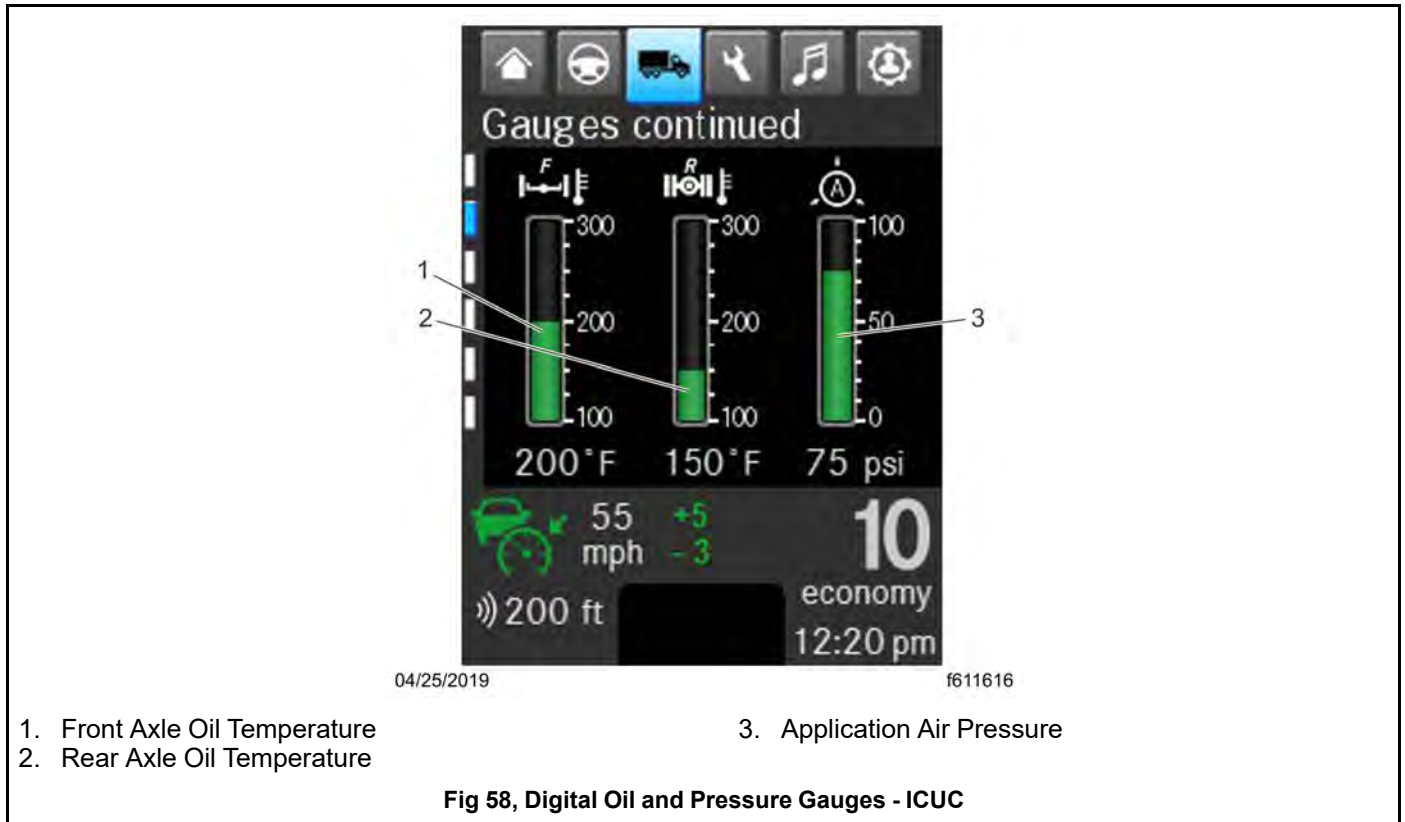 Gauges continued
F R A
300 300 100
1
200 200 50
2 3
100 100 0
200°F 150°F 75 psi
55 +5 10
mph - 3
economy
200 ft
12:20 pm
04/25/2019 f611616
1. Front Axle Oil Temperature 3. Application Air Pressure
2. Rear Axle Oil Temperature
Fig 58, Digital Oil and Pressure Gauges - ICUC